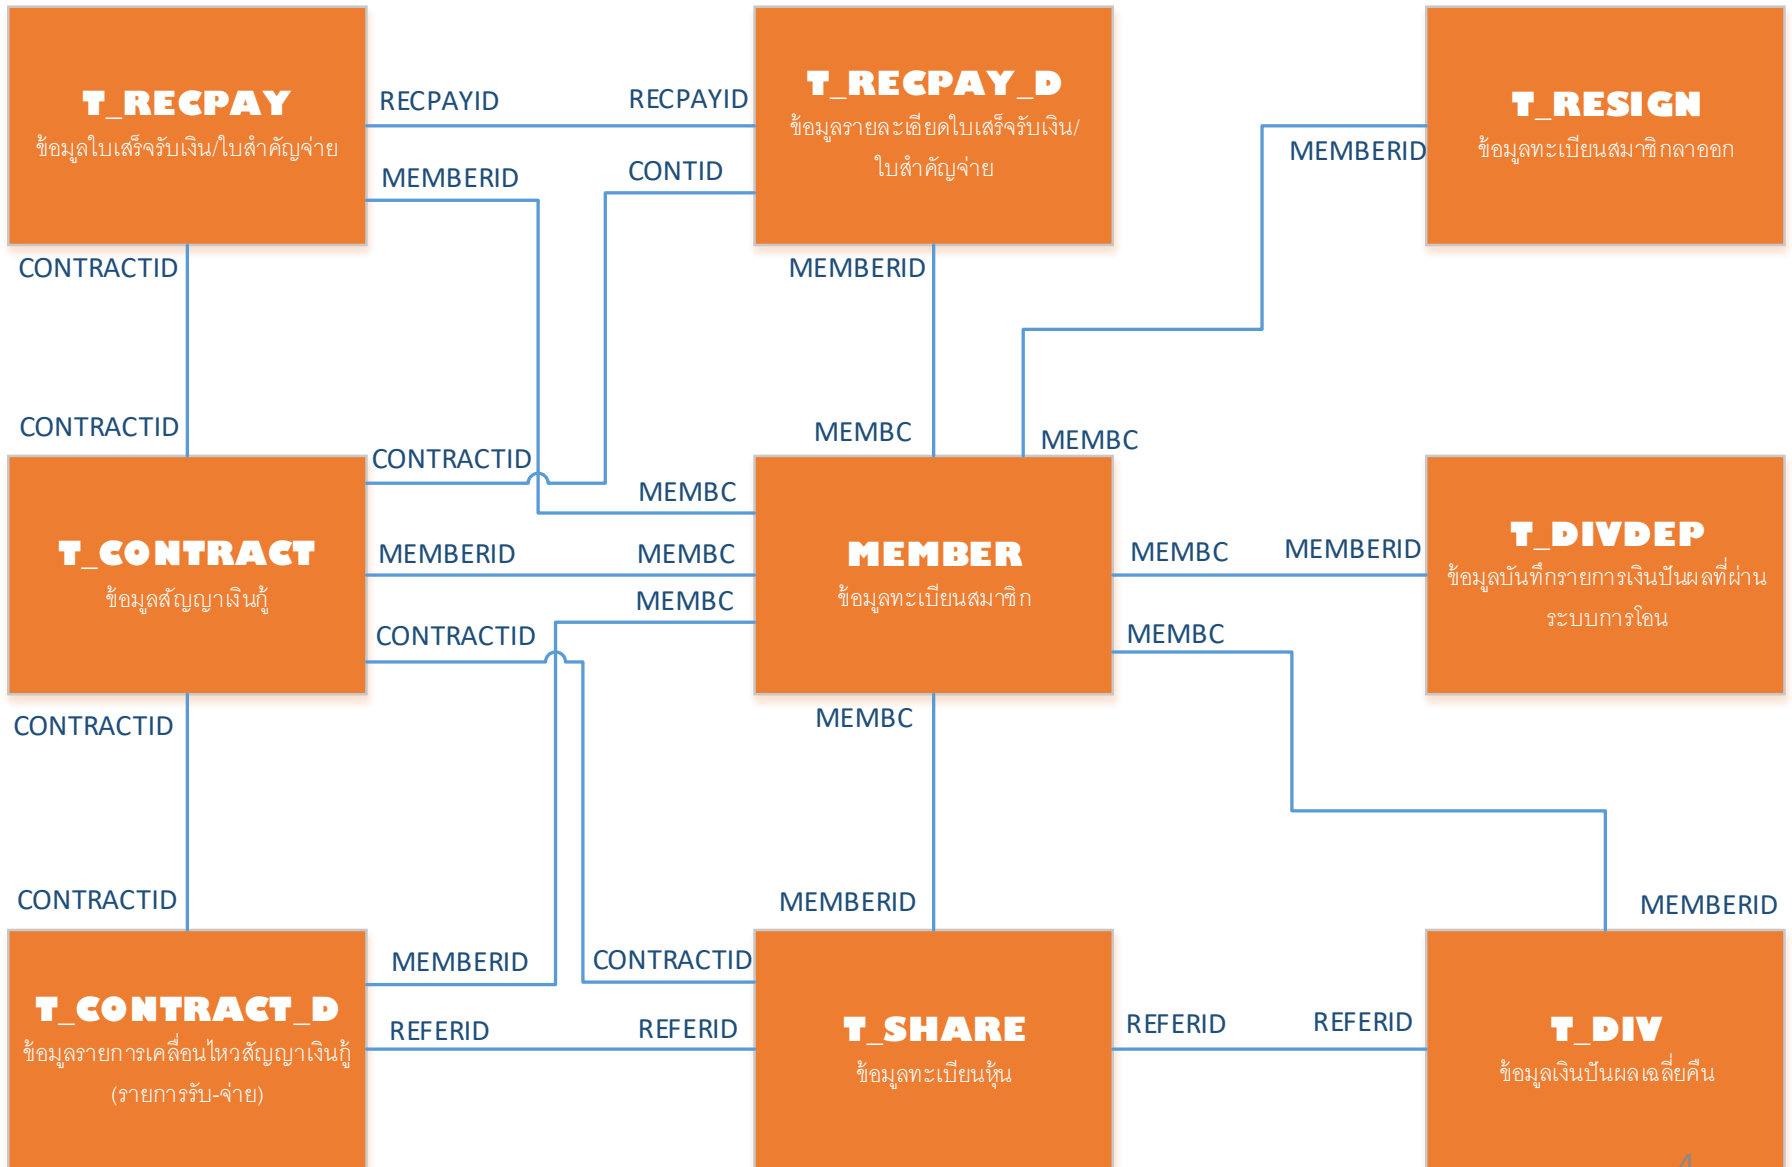 T_RECPAY
ข้อมูลใบเสร็จรับเงิน/ใบสำคัญจ่าย
RECPAYID
RECPAYID
T_RECPAY_D
ข้อมูลรายละเอียดใบเสร็จรับเงิน/
ใบสำคัญจ่าย
T_RESIGN
ข้อมูลทะเบียนสมาชิกลาออก
MEMBERID
MEMBERID
CONTID
CONTRACTID
MEMBERID
CONTRACTID
MEMBC
MEMBC
CONTRACTID
MEMBC
T_CONTRACT
ข้อมูลสัญญาเงินกู้
MEMBERID
MEMBC
MEMBC
CONTRACTID
MEMBER
ข้อมูลทะเบียนสมาชิก
MEMBC
MEMBERID
MEMBC
T_DIVDEP
ข้อมูลบันทึกรายการเงินปันผลที่ผ่าน
ระบบการโอน
CONTRACTID
MEMBC
CONTRACTID
MEMBERID
MEMBERID
T_CONTRACT_D
ข้อมูลรายการเคลื่อนไหวสัญญาเงินกู้
(รายการรับ-จ่าย)
MEMBERID
CONTRACTID
REFERID
REFERID
T_SHARE
ข้อมูลทะเบียนหุ้น
REFERID
REFERID
T_DIV
ข้อมูลเงินปันผลเฉลี่ยคืน
4